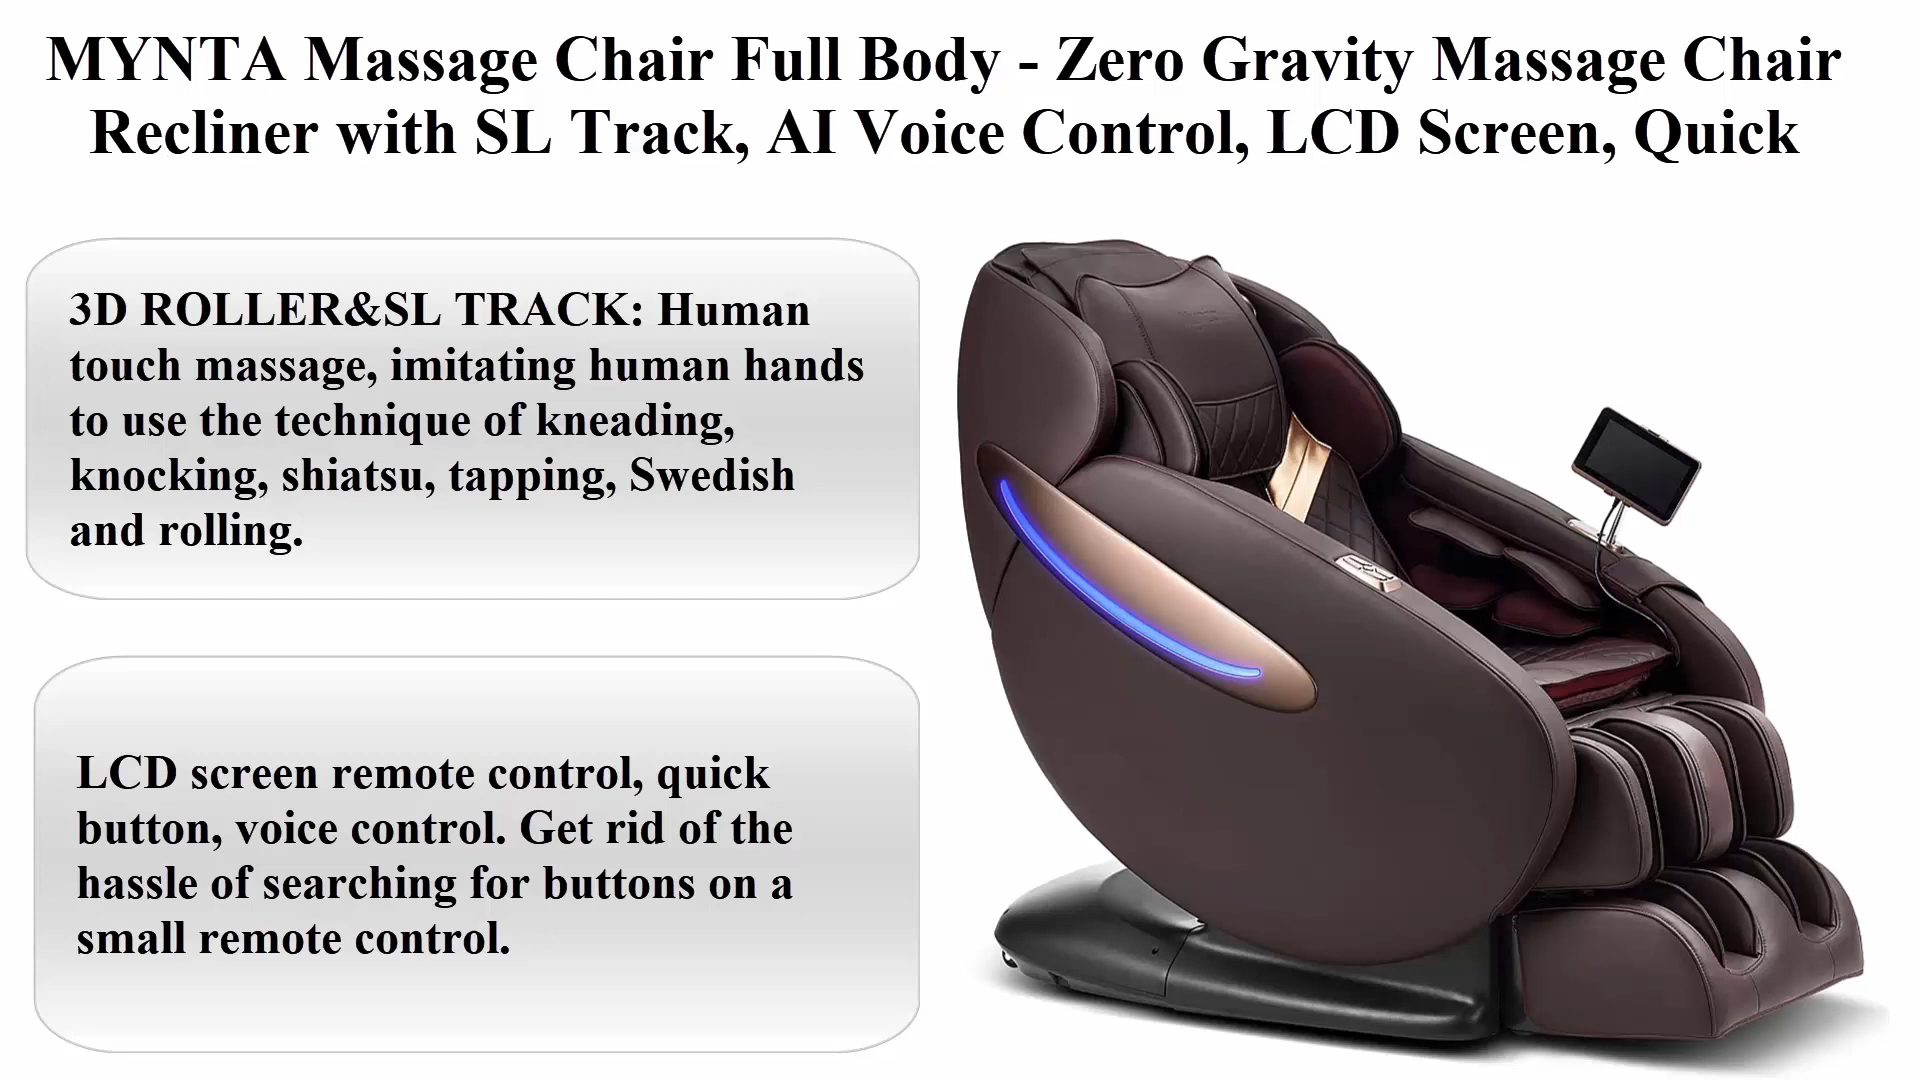 MYNTA Massage Chair Full Body - Zero Gravity Massage Chair
Recliner with SL Track, AI Voice Control, LCD Screen, Quick
3D ROLLER&SL TRACK: Human
touch massage, imitating human hands
to use the technique of kneading,
knocking, shiatsu, tapping, Swedish
and rolling.
LCD screen remote control, quick
button, voice control. Get rid of the
hassle of searching for buttons on a
small remote control.